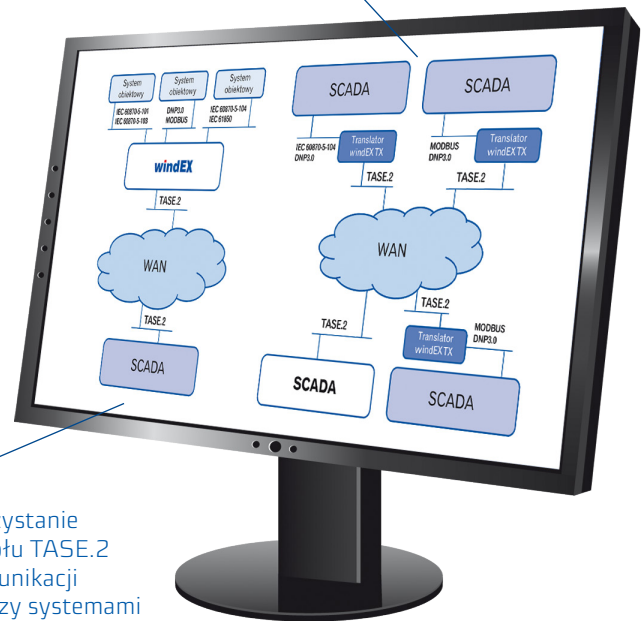 System
obiektowy
System
obiektowy
System
obiektowy
IEC 60870-5-104
IEC 60870-5-103
DNP3.0
MODBUS
IEC 60870-5-104
IEC 61850
windEX
TASE.2
WAN
TASE.2
SCADA
SCADA
SCADA
IEC 60870-5-104
DNP3.0
Translator
windEX TX
MODBUS
DNP3.0
Translator
windEX TX
TASE.2
TASE.2
WAN
TASE.2
TASE.2
Translator
windEX TX
MODBUS
DNP3.0
SCADA
SCADA
ystanie
łu TASE.2
unikacji
zy systemami